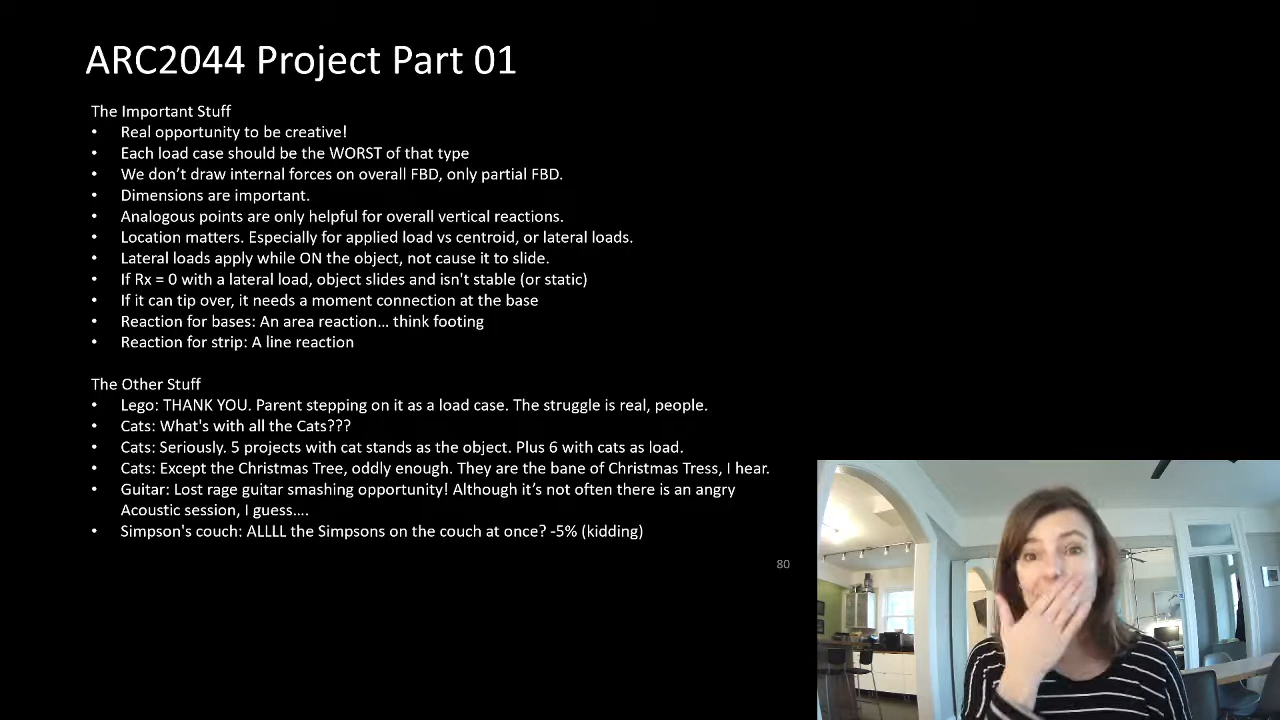 ARC2044 Project Part 01
The Important Stuff
• Real opportunity to be creative!
• Each load case should be the WORST of that type
• We don’t draw internal forces on overall FBD, only partial FBD.
• Dimensions are important.
• Analogous points are only helpful for overall vertical reactions.
• Location matters. Especially for applied load vs centroid, or lateral loads.
• Lateral loads apply while ON the object, not cause it to slide.
• If Rx = 0 with a lateral load, object slides and isn't stable (or static)
• If it can tip over, it needs a moment connection at the base
• Reaction for bases: An area reaction… think footing
• Reaction for strip: A line reaction
The Other Stuff
• Lego: THANK YOU. Parent stepping on it as a load case. The struggle is real, people.
• Cats: What's with all the Cats???
• Cats: Seriously. 5 projects with cat stands as the object. Plus 6 with cats as load.
• Cats: Except the Christmas Tree, oddly enough. They are the bane of Christmas Tress, I hear.
• Guitar: Lost rage guitar smashing opportunity! Although it’s not often there is an angry
Acoustic session, I guess….
• Simpson's couch: ALLLL the Simpsons on the couch at once? -5% (kidding)
80